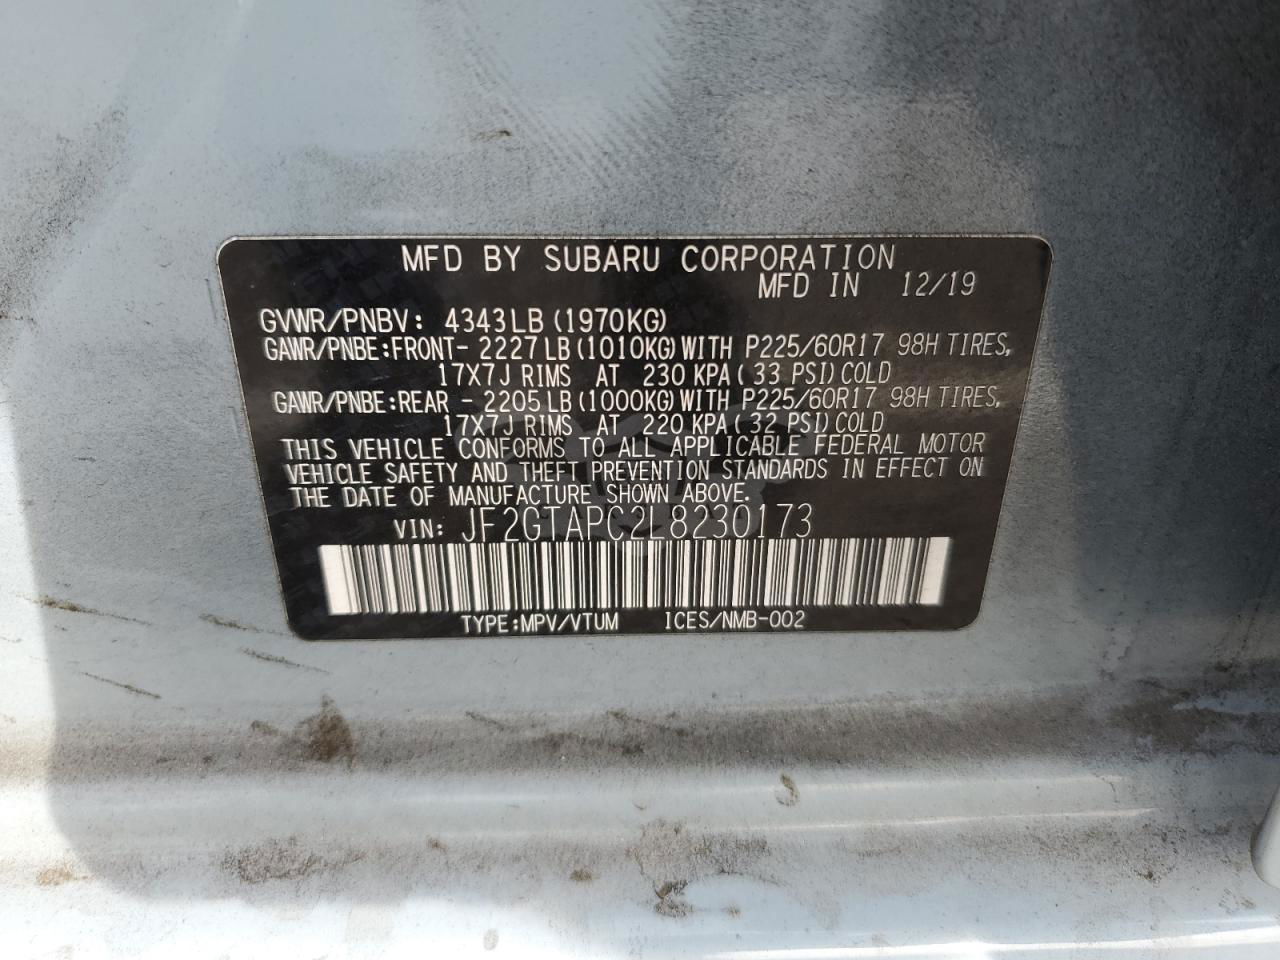 MFD BY SUBARU CORPORATION
MFD IN 12/19
GVWR/PNBV: 4343LB (1970KG)
GAWR/PNBE:FRONT- 2227LB (1010KG) WITH P225/60R17 98H TIRES,
17X7J RIMS AT 230 KPA( 33 PSI) COLD
GAWR/PNBE:REAR - 2205LB (1000KG) WITH P225/60R17 98H TIRES,
17X7J RIMS AT 220 KPA( 32 PSI) COLD
THIS VEHICLE CONFORMS TO ALL APPLICABLE FEDERAL MOTOR
VEHICLE SAFETY AND THEFT PREVENTION STANDARDS IN EFFECT ON
THE DATE OF MANUFACTURE SHOWN ABOVE.
VIN: JF2GTAPC2L8230173
TYPE:MPV/VTUM ICES/NMB-002